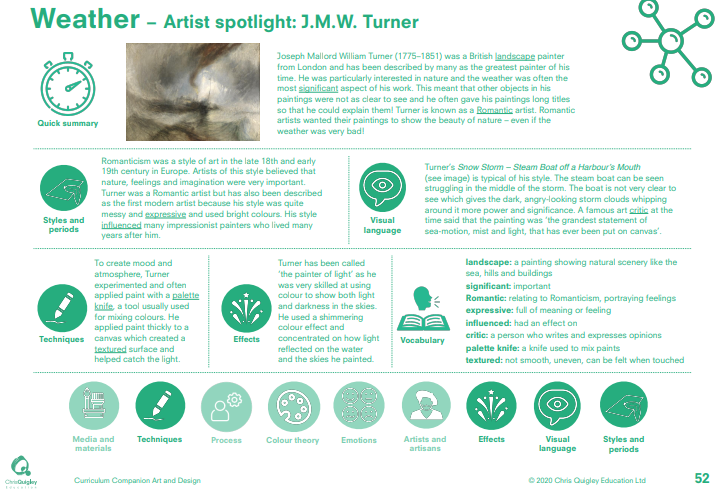 Weather – Artist spotlight: J.M.W. Turner
Quick summary
Joseph Mallord William Turner (1775–1851) was a British landscape painter
from London and has been described by many as the greatest painter of his
time. He was particularly interested in nature and the weather was often the
most significant aspect of his work. This meant that other objects in his
paintings were not as clear to see and he often gave his paintings long titles
so that he could explain them! Turner is known as a Romantic artist. Romantic
artists wanted their paintings to show the beauty of nature – even if the
weather was very bad!
Styles and
periods
Romanticism was a style of art in the late 18th and early
19th century in Europe. Artists of this style believed that
nature, feelings and imagination were very important.
Turner was a Romantic artist but has also been described
as the first modern artist because his style was quite
messy and expressive and used bright colours. His style
influenced many impressionist painters who lived many
years after him.
Visual
language
Turner's Snow Storm – Steam Boat off a Harbour's Mouth
(see image) is typical of his style. The steam boat can be seen
struggling in the middle of the storm. The boat is not very clear to
see which gives the dark, angry-looking storm clouds whipping
around it more power and significance. A famous art critic at the
time said that the painting was 'the grandest statement of
sea-motion, mist and light, that has ever been put on canvas'.
Techniques
To create mood and
atmosphere, Turner
experimented and often
applied paint with a palette
knife, a tool usually used
for mixing colours. He
applied paint thickly to a
canvas which created a
textured surface and
helped catch the light.
Effects
Turner has been called
'the painter of light' as he
was very skilled at using
colour to show both light
and darkness in the skies.
He used a shimmering
colour effect and
concentrated on how light
reflected on the water
and the skies he painted.
Vocabulary
landscape: a painting showing natural scenery like the
sea, hills and buildings
significant: important
Romantic: relating to Romanticism, portraying feelings
expressive: full of meaning or feeling
influenced: had an effect on
critic: a person who writes and expresses opinions
palette knife: a knife used to mix paints
textured: not smooth, uneven, can be felt when touched
Media and
materials
Techniques
Process
Colour theory
Emotions
Artists and
artisans
Effects
Visual
language
Styles and
periods
ChrisQuigley
Education
Curriculum Companion Art and Design
© 2020 Chris Quigley Education Ltd
52